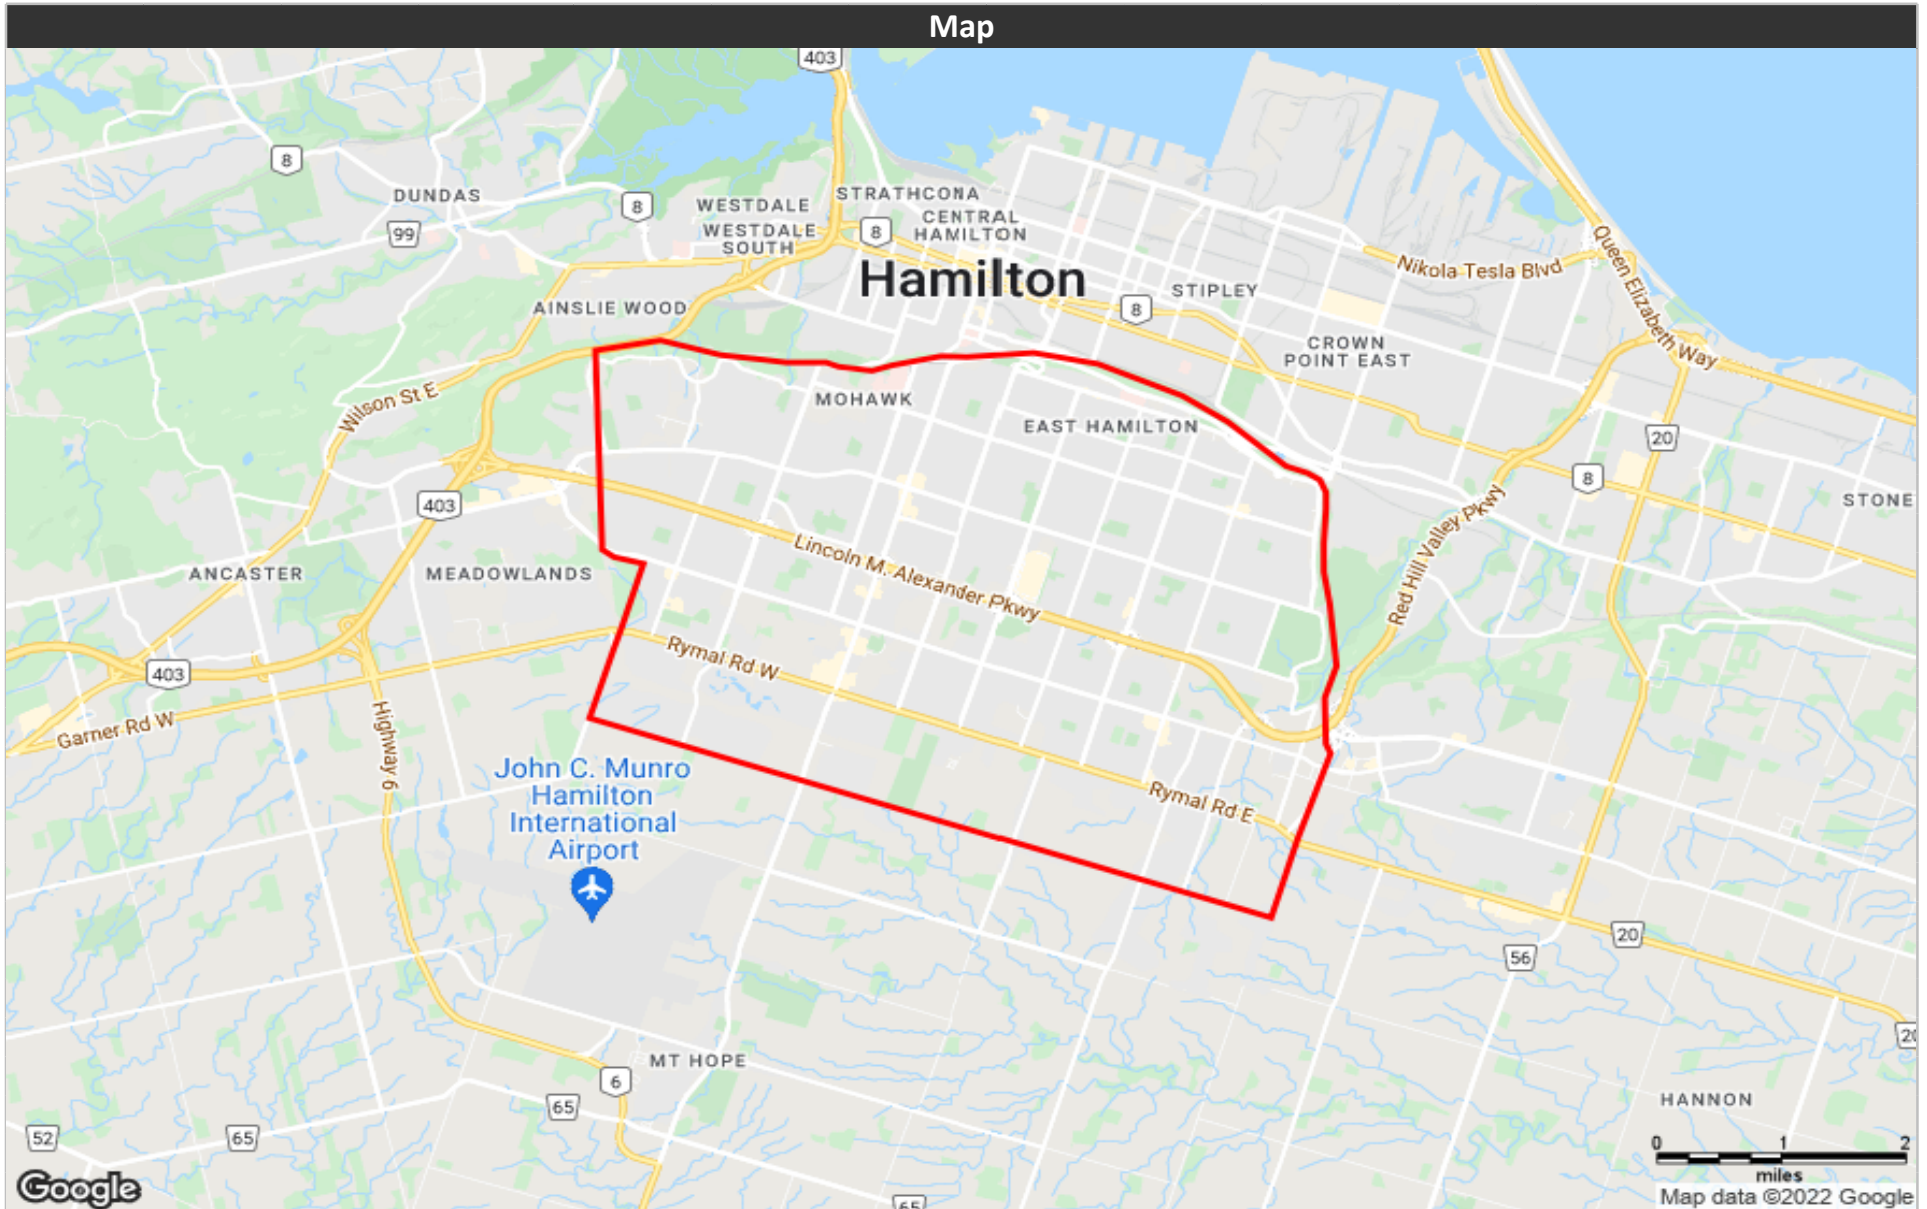 Map
403
8
DUNDAS
8
99
WESTDALE
WESTDALE
SOUTH
STRATHCONA
8
CENTRAL
HAMILTON
Hamilton
Nikola Tesla Blvd
Queen Elizabeth Way
STIPLEY
8
AINSLIE WOOD
CROWN
POINT EAST
Wilson St E
MOHAWK
EAST HAMILTON
20
8
STONE
403
Red Hill Valley Pkwy
Lincoln M. Alexander Pkwy
ANCASTER
MEADOWLANDS
Rymal Rd W
403
Garner Rd W
Highway 6
John C. Munro
Hamilton
International
Airport
Rymal Rd E
20
56
20
MT HOPE
6
65
HANNON
52
65
65
0 1 2
miles
Google
Map data ©2022 Google